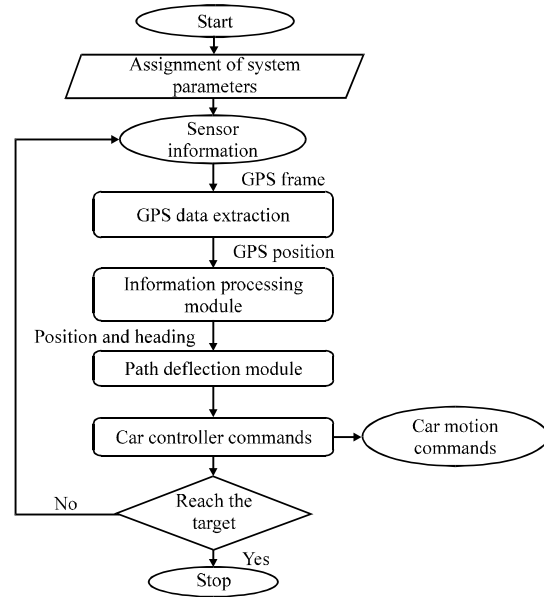 Start
Assignment of system
parameters
Sensor
information
GPS frame
GPS data extraction
GPS position
Information processing
module
Position and heading
Path deflection module
Car controller commands
Car motion
commands
Reach the
target
No
Yes
Stop